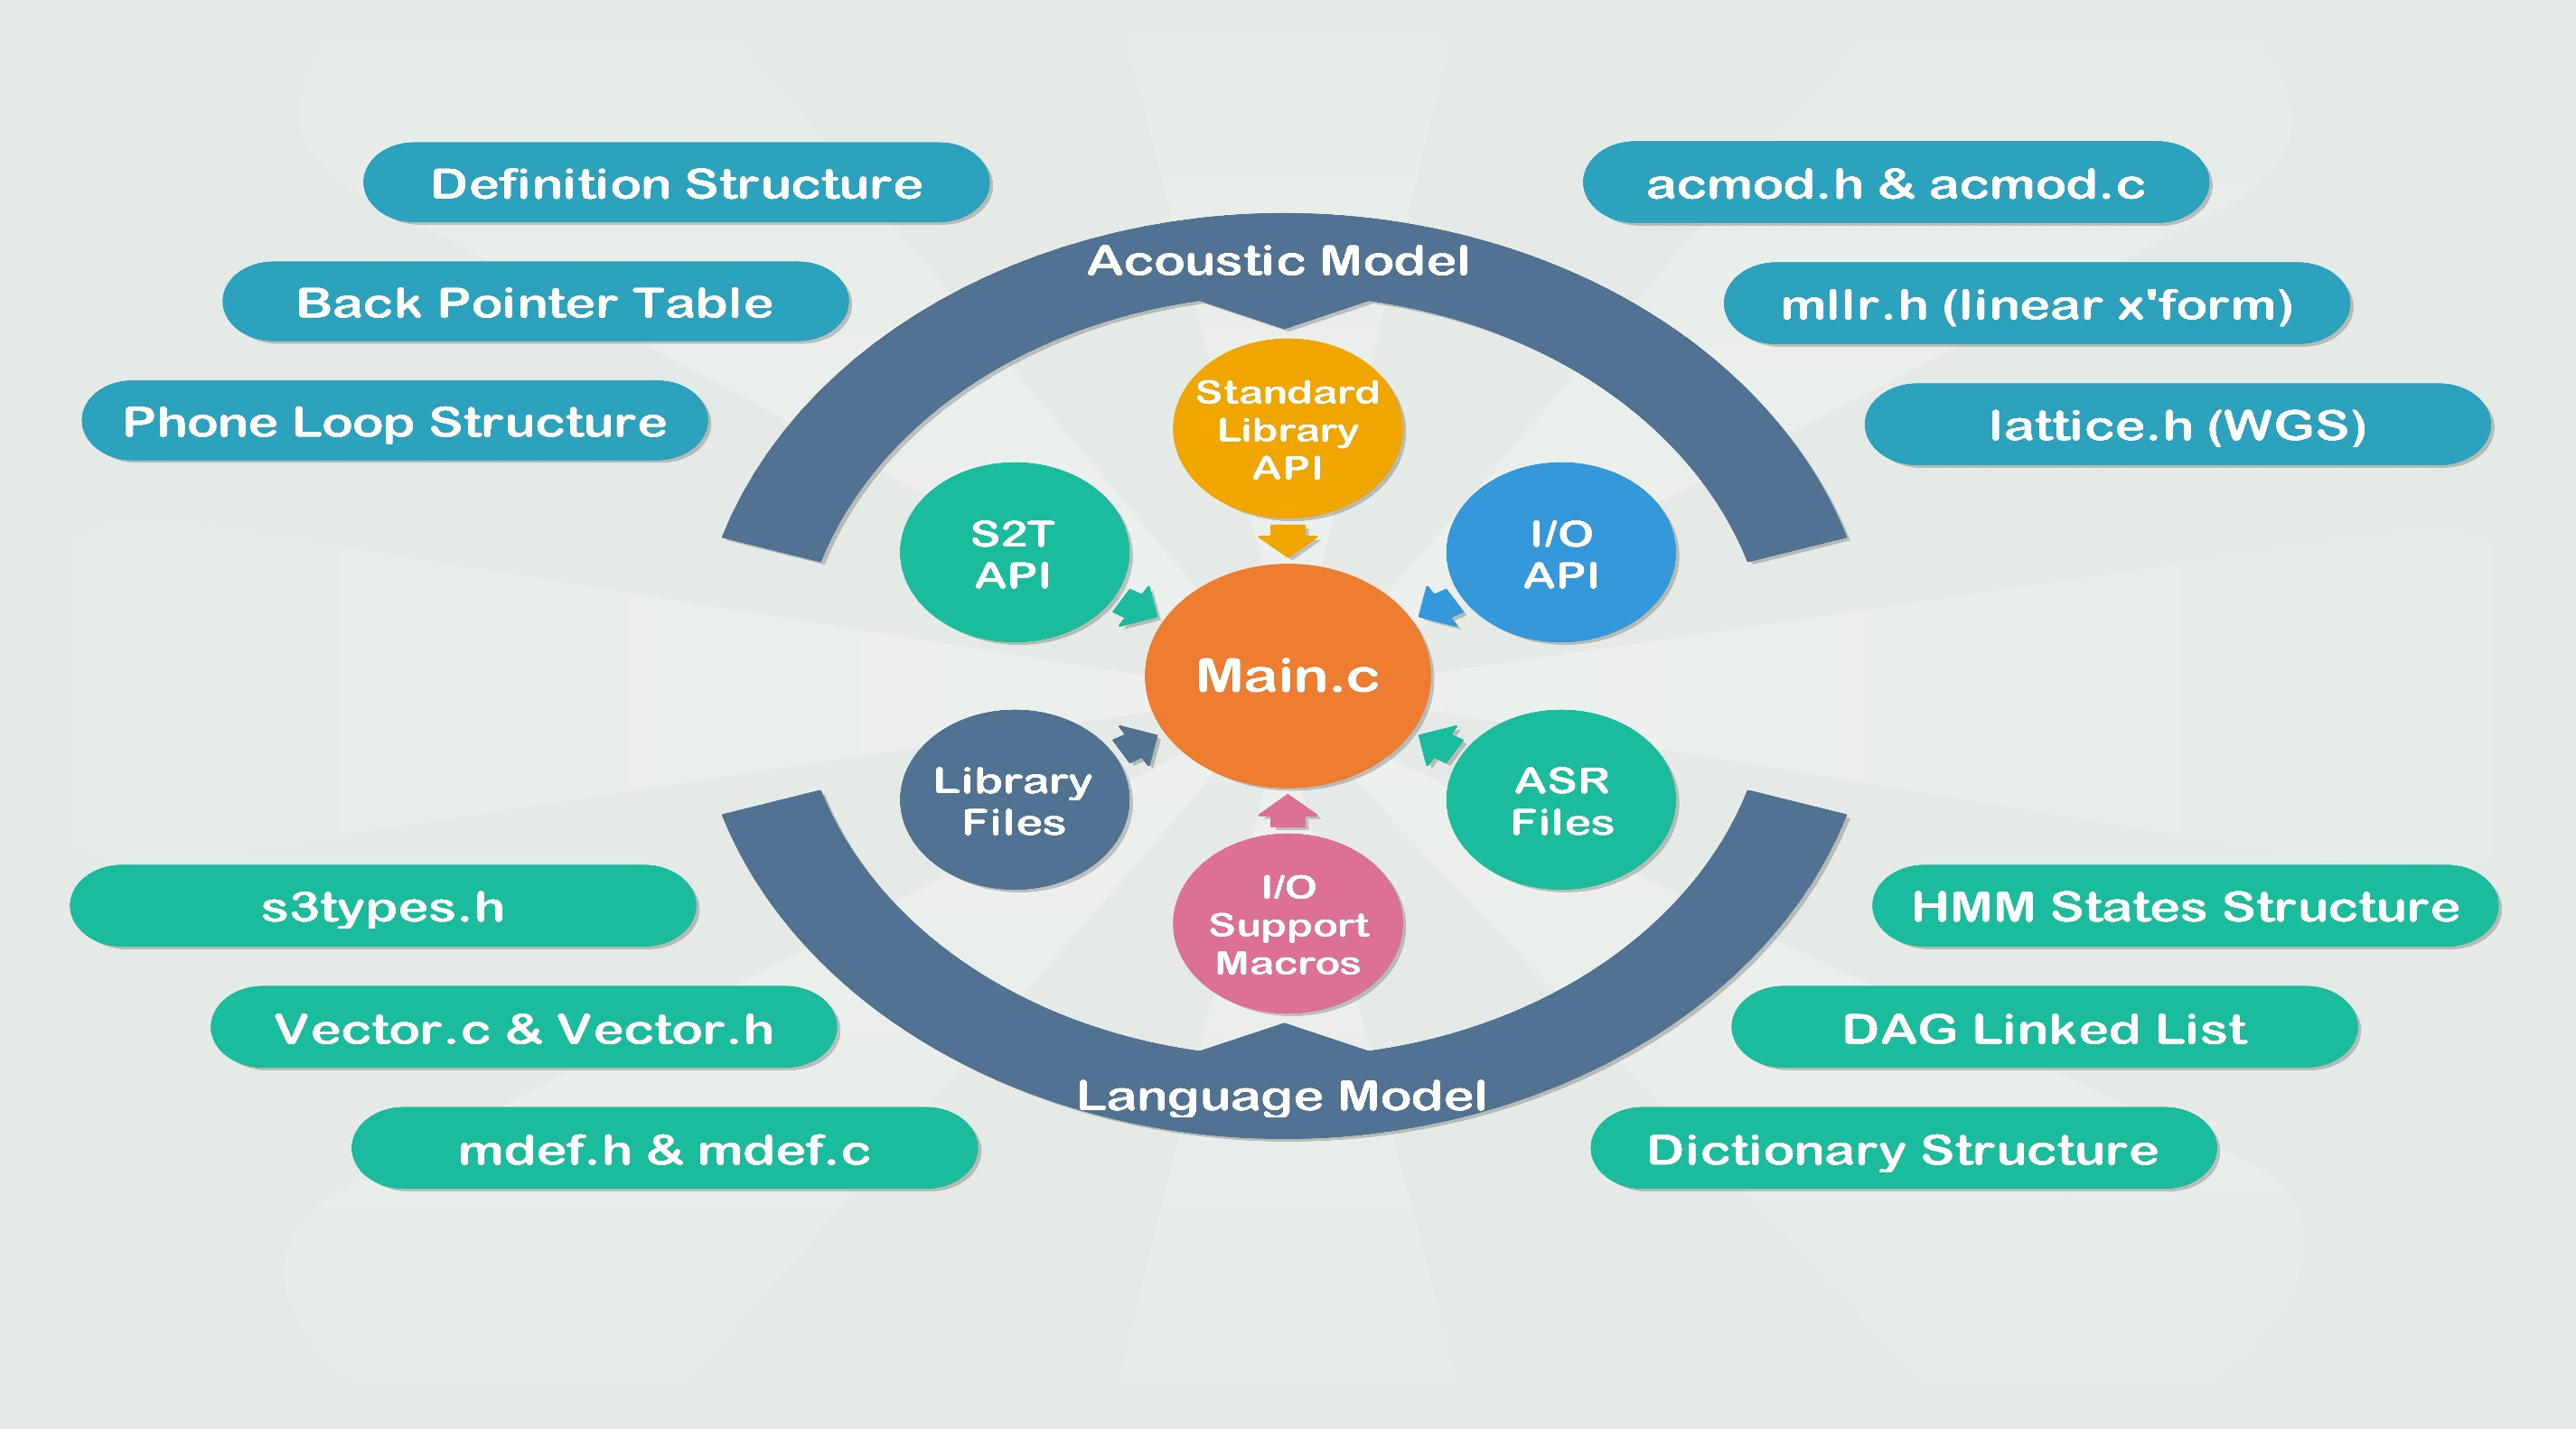 Definition Structure
Back Pointer Table
Phone Loop Structure
acmod.h & acmod.c
mllr.h (linear x'form)
lattice.h (WGS)
Acoustic Model
Standard
Library
API
S2T
API
I/O
API
Main.c
Library
Files
ASR
Files
I/O
Support
Macros
Language Model
s3types.h
Vector.c & Vector.h
mdef.h & mdef.c
HMM States Structure
DAG Linked List
Dictionary Structure